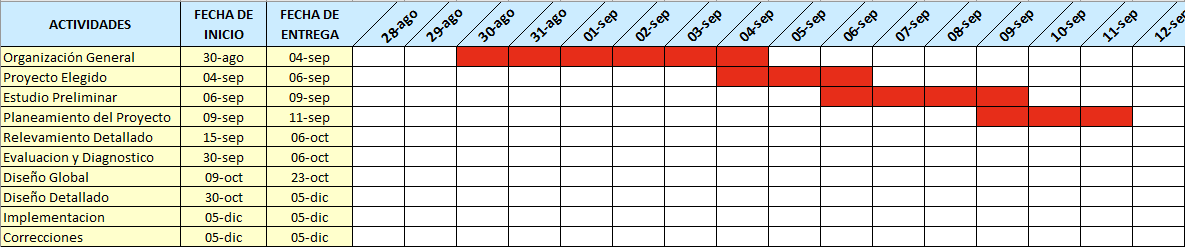 ACTIVIDADES FECHA DE INICIO FECHA DE ENTREGA 28-ago 29-ago 30-ago 31-ago 01-sep 02-sep 03-sep 04-sep 05-sep 06-sep 07-sep 08-sep 09-sep 10-sep 11-sep 12-sep
Organización General 30-ago 04-sep
Proyecto Elegido 04-sep 06-sep
Estudio Preliminar 06-sep 09-sep
Planeamiento del Proyecto 09-sep 11-sep
Relevamiento Detallado 15-sep 06-oct
Evaluacion y Diagnostico 30-sep 06-oct
Diseño Global 09-oct 23-oct
Diseño Detallado 30-oct 05-dic
Implementacion 05-dic 05-dic
Correcciones 05-dic 05-dic